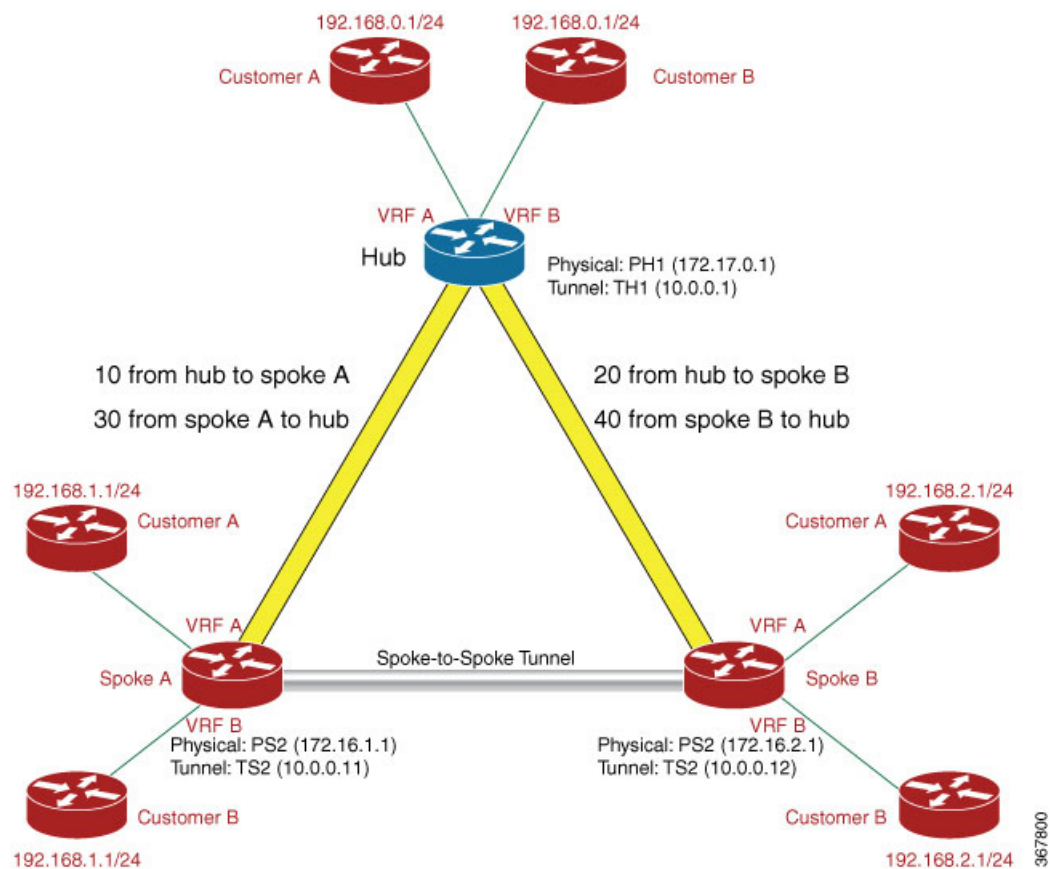 192.168.0.1/24
192.168.0.1/24
Customer A
Customer B
VRF A
VRF B
Hub
Physical: PH1 (172.17.0.1)
Tunnel: TH1 (10.0.0.1)
10 from hub to spoke A
30 from spoke A to hub
20 from hub to spoke B
40 from spoke B to hub
192.168.1.1/24
Customer A
192.168.2.1/24
Customer A
VRF A
VRF A
Spoke A
Spoke-to-Spoke Tunnel
Spoke B
VRF B
Physical: PS2 (172.16.1.1)
Tunnel: TS2 (10.0.0.11)
VRF B
Physical: PS2 (172.16.2.1)
Tunnel: TS2 (10.0.0.12)
Customer B
192.168.1.1/24
Customer B
192.168.2.1/24
367800